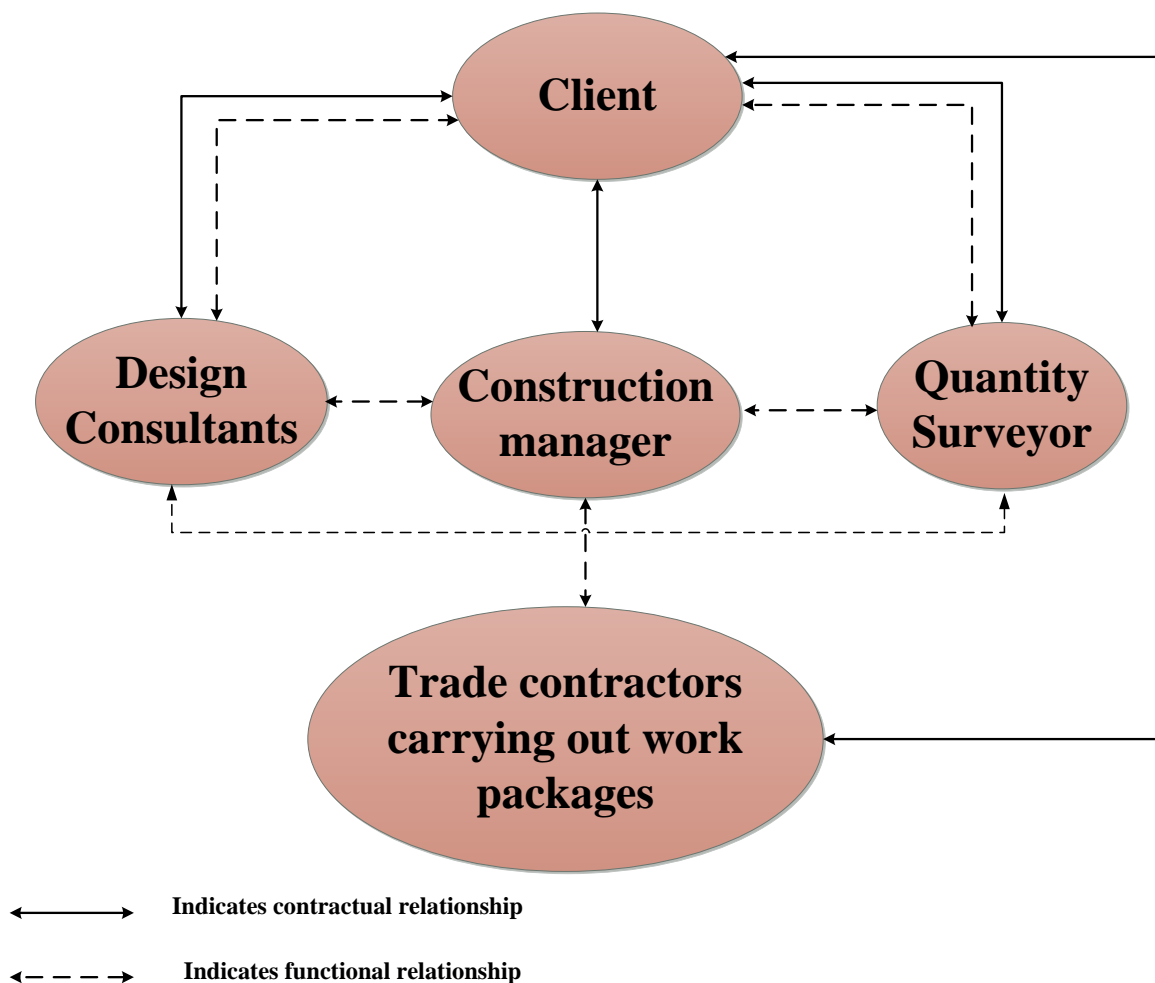 Client
Design
Consultants
Construction
manager
Quantity
Surveyor
Trade contractors
carrying out work
packages
Indicates contractual relationship
Indicates functional relationship